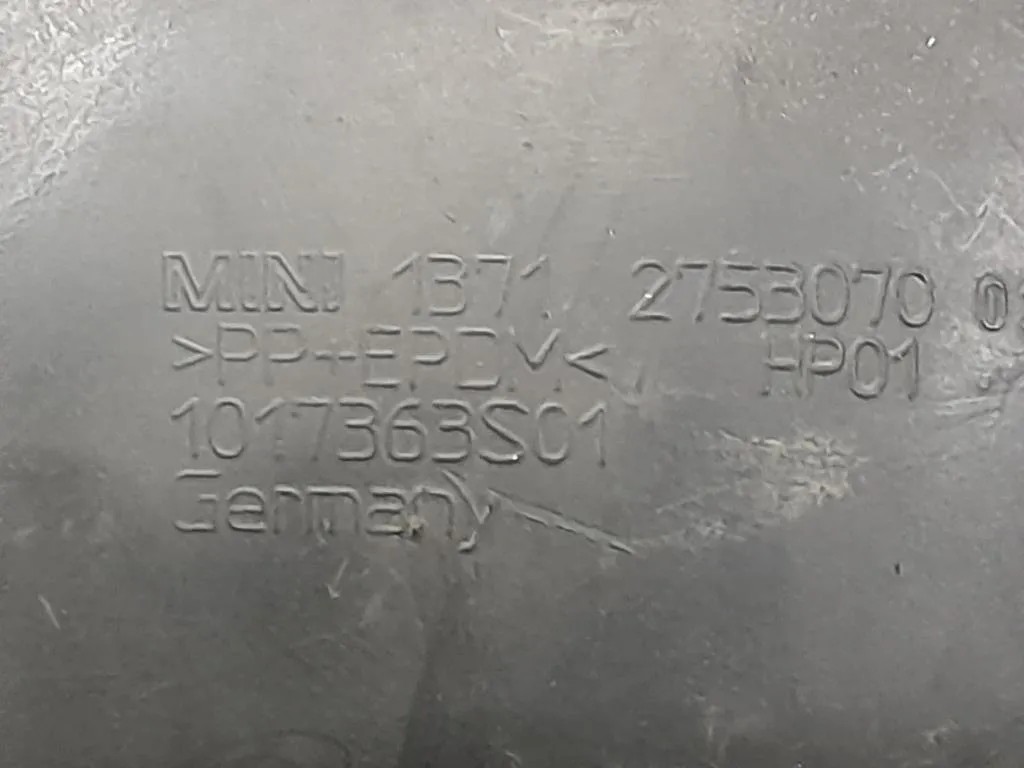 MINI 1371 2753070
>PP+EPDM< HP01
1017363S01
Germany